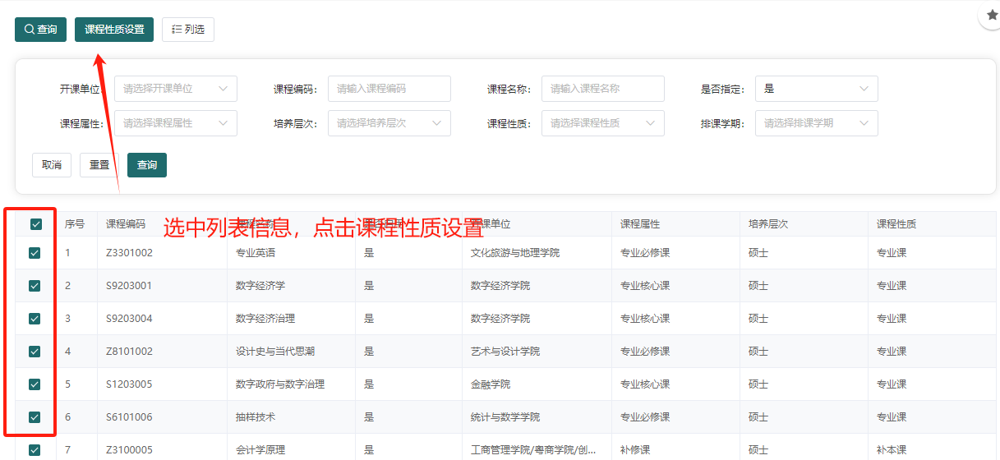 查询 课程性质设置 列选
开课单位: 请选择开课单位 课程编码: 请输入课程编码 课程名称: 请输入课程名称 是否指定: 是
课程属性: 请选择课程属性 培养层次: 请选择培养层次 课程性质: 请选择课程性质 排课学期: 请选择排课学期
取消 重置 查询
选中列表信息，点击课程性质设置
序号 课程编码 课程名称 是否指定 开课单位 课程属性 培养层次 课程性质
1 Z3301002 专业英语 是 文化旅游与地理学院 专业必修课 硕士 专业课
2 S9203001 数字经济学 是 数字经济学院 专业核心课 硕士 专业课
3 S9203004 数字经济治理 是 数字经济学院 专业核心课 硕士 专业课
4 Z8101002 设计史与当代思潮 是 艺术与设计学院 专业必修课 硕士 专业课
5 S1203005 数字政府与数字治理 是 金融学院 专业核心课 硕士 专业课
6 S6101006 抽样技术 是 统计与数学学院 专业必修课 硕士 专业课
7 Z3100005 会计学原理 是 工商管理学院/粤商学院/创... 补修课 硕士 补本课